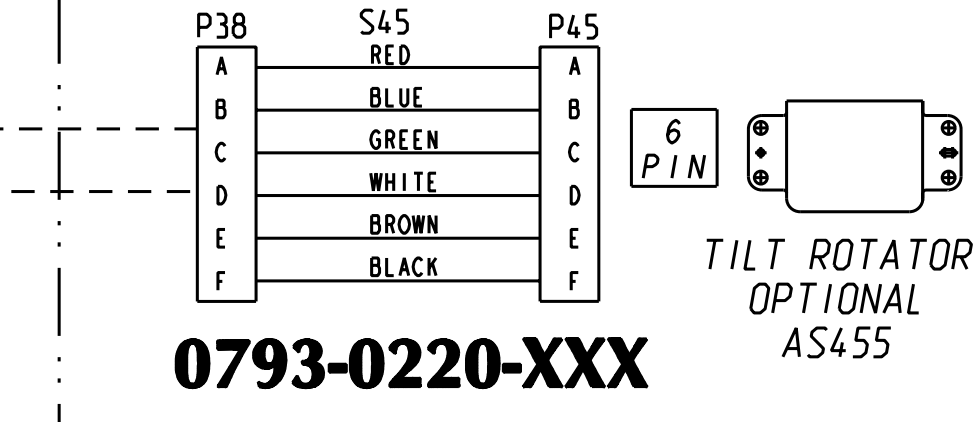 P38 S45 P45
A RED A
B BLUE B
C GREEN C
D WHITE D
E BROWN E
F BLACK F
6
PIN
TILT ROTATOR
OPTIONAL
AS455
0793-0220-XXX